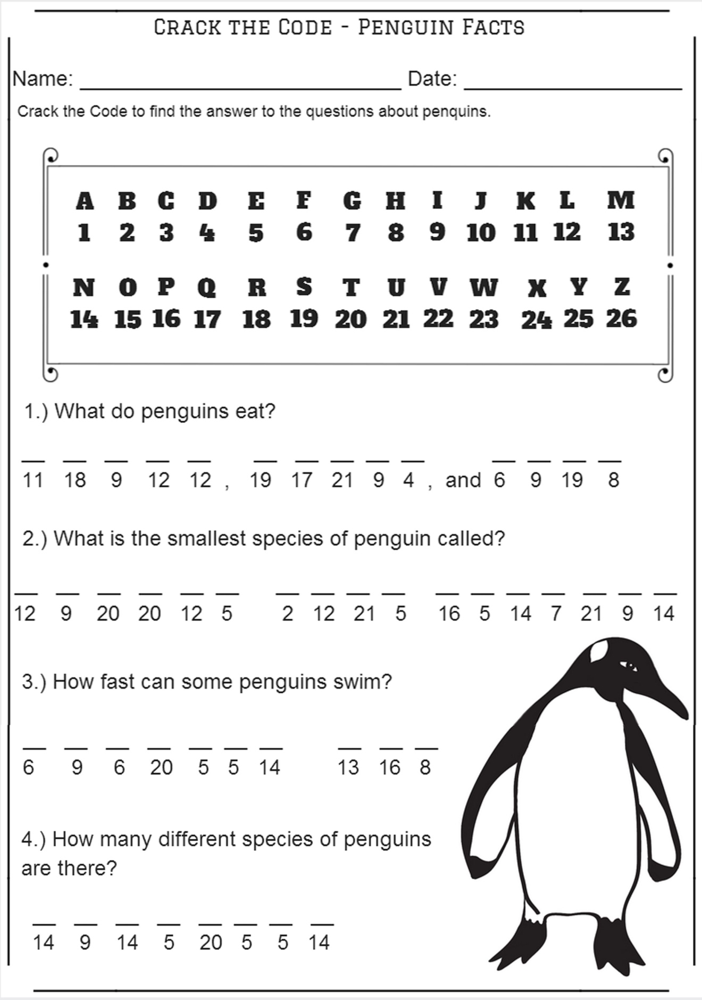 CRACK THE CODE - PENGUIN FACTS
Name: Date:
Crack the Code to find the answer to the questions about penquins.
A B C D E F G H I J K L M
1 2 3 4 5 6 7 8 9 10 11 12 13
N O P Q R S T U V W X Y Z
14 15 16 17 18 19 20 21 22 23 24 25 26
1.) What do penguins eat?
11 18 9 12 12 , 19 17 21 9 4 , and 6 9 19 8
2.) What is the smallest species of penguin called?
12 9 20 20 12 5 2 12 21 5 16 5 14 7 21 9 14
3.) How fast can some penguins swim?
6 9 6 20 5 5 14 13 16 8
4.) How many different species of penguins
are there?
14 9 14 5 20 5 5 14